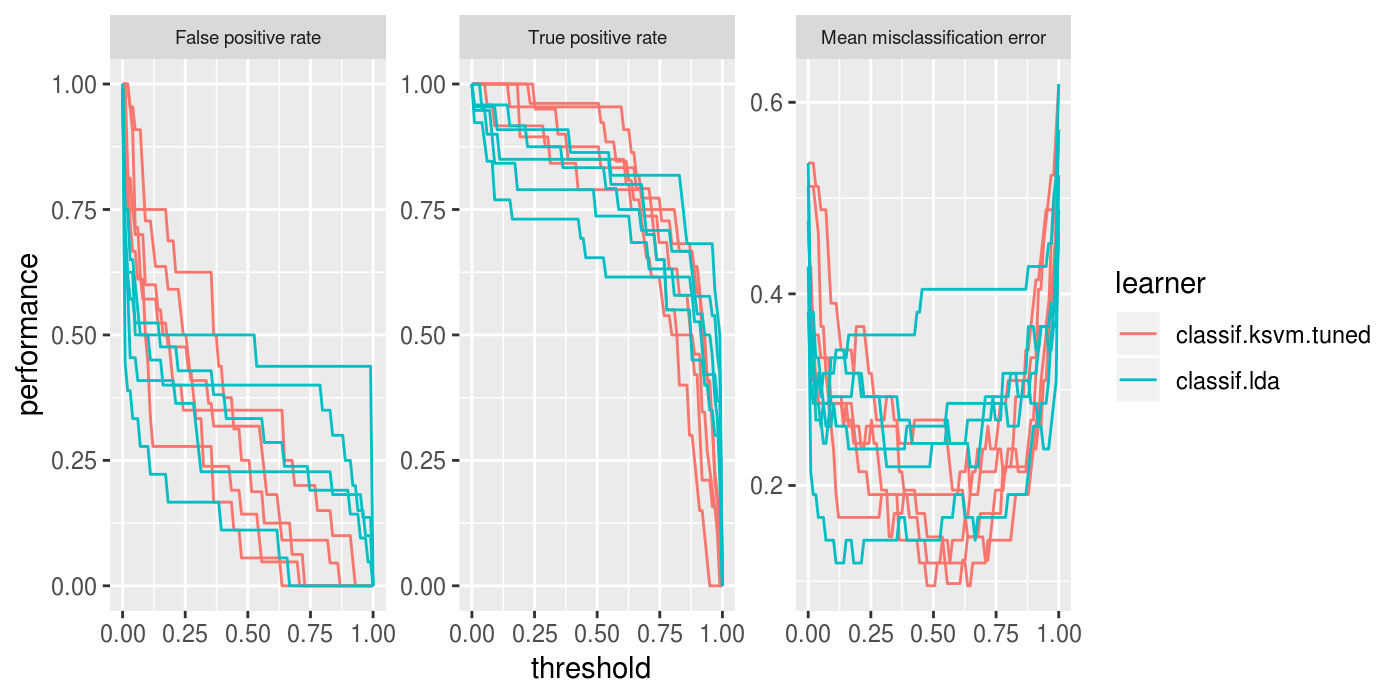 False positive rate
True positive rate
Mean misclassification error
performance
1.00
0.75
0.50
0.25
0.00
1.00
0.75
0.50
0.25
0.00
0.6
0.4
0.2
0.00 0.25 0.50 0.75 1.00
0.00 0.25 0.50 0.75 1.00
0.00 0.25 0.50 0.75 1.00
threshold
learner
classif.ksvm.tuned
classif.lda